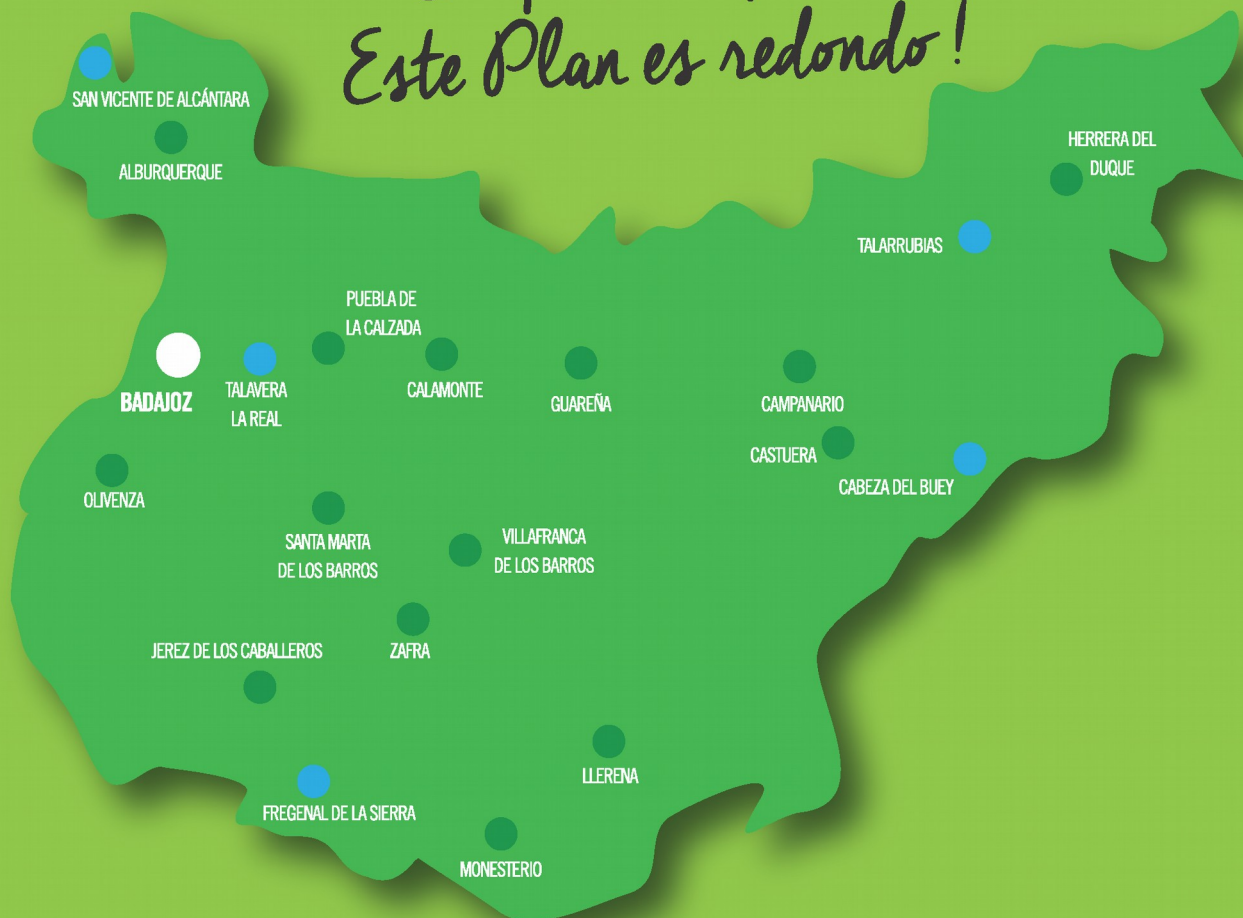 Este Plan es redondo!
SAN VICENTE DE ALCÁNTARA
ALBURQUERQUE
HERRERA DEL
DUQUE
TALARRUBIAS
PUEBLA DE
LA CALZADA
BADAJOZ
TALAVERA
LA REAL
CALAMONTE
GUAREÑA
CAMPANARIO
CASTUERA
CABEZA DEL BUEY
OLIVENZA
SANTA MARTA
DE LOS BARROS
VILLAFRANCA
DE LOS BARROS
JEREZ DE LOS CABALLEROS
ZAFRA
LLERENA
FREGENAL DE LA SIERRA
MONESTERIO